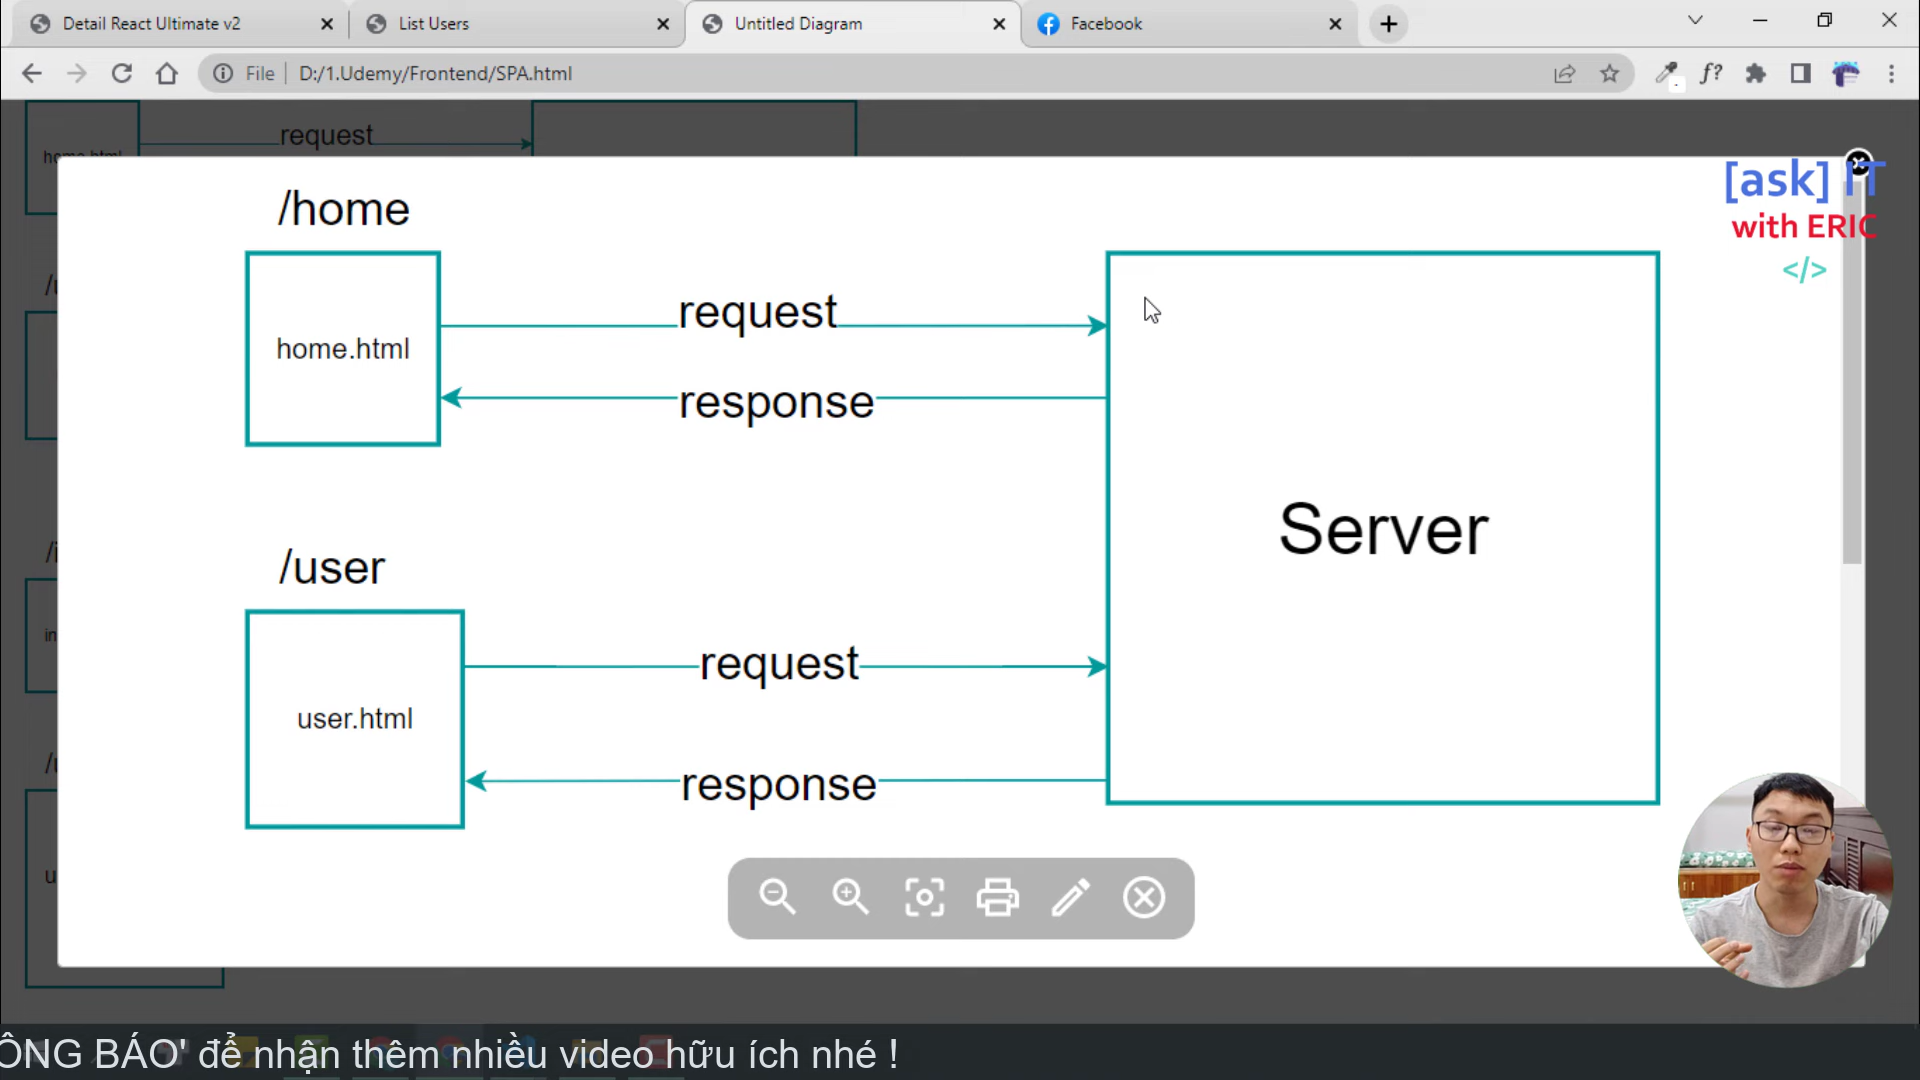 Detail React Ultimate v2
List Users
Untitled Diagram
Facebook
File
D:/1.Udemy/Frontend/SPA.html
f?
request
[ask] IT
with ERIC
</>
/home
home.html
request
response
Server
/user
user.html
request
response
ÔNG BÁO' để nhận thêm nhiều video hữu ích nhé !